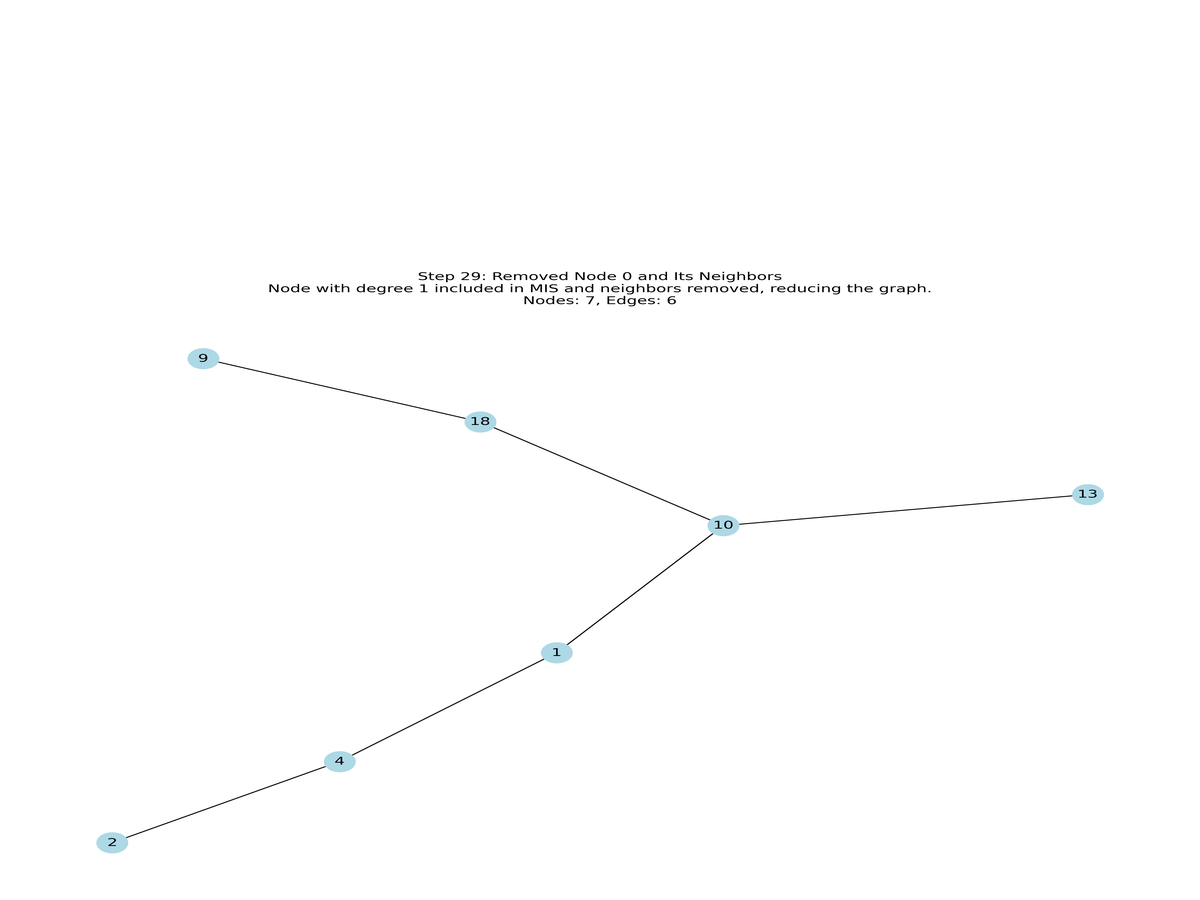 Step 29: Removed Node 0 and Its Neighbors
Node with degree 1 included in MIS and neighbors removed, reducing the graph.
Nodes: 7, Edges: 6
9
18
13
10
1
4
2